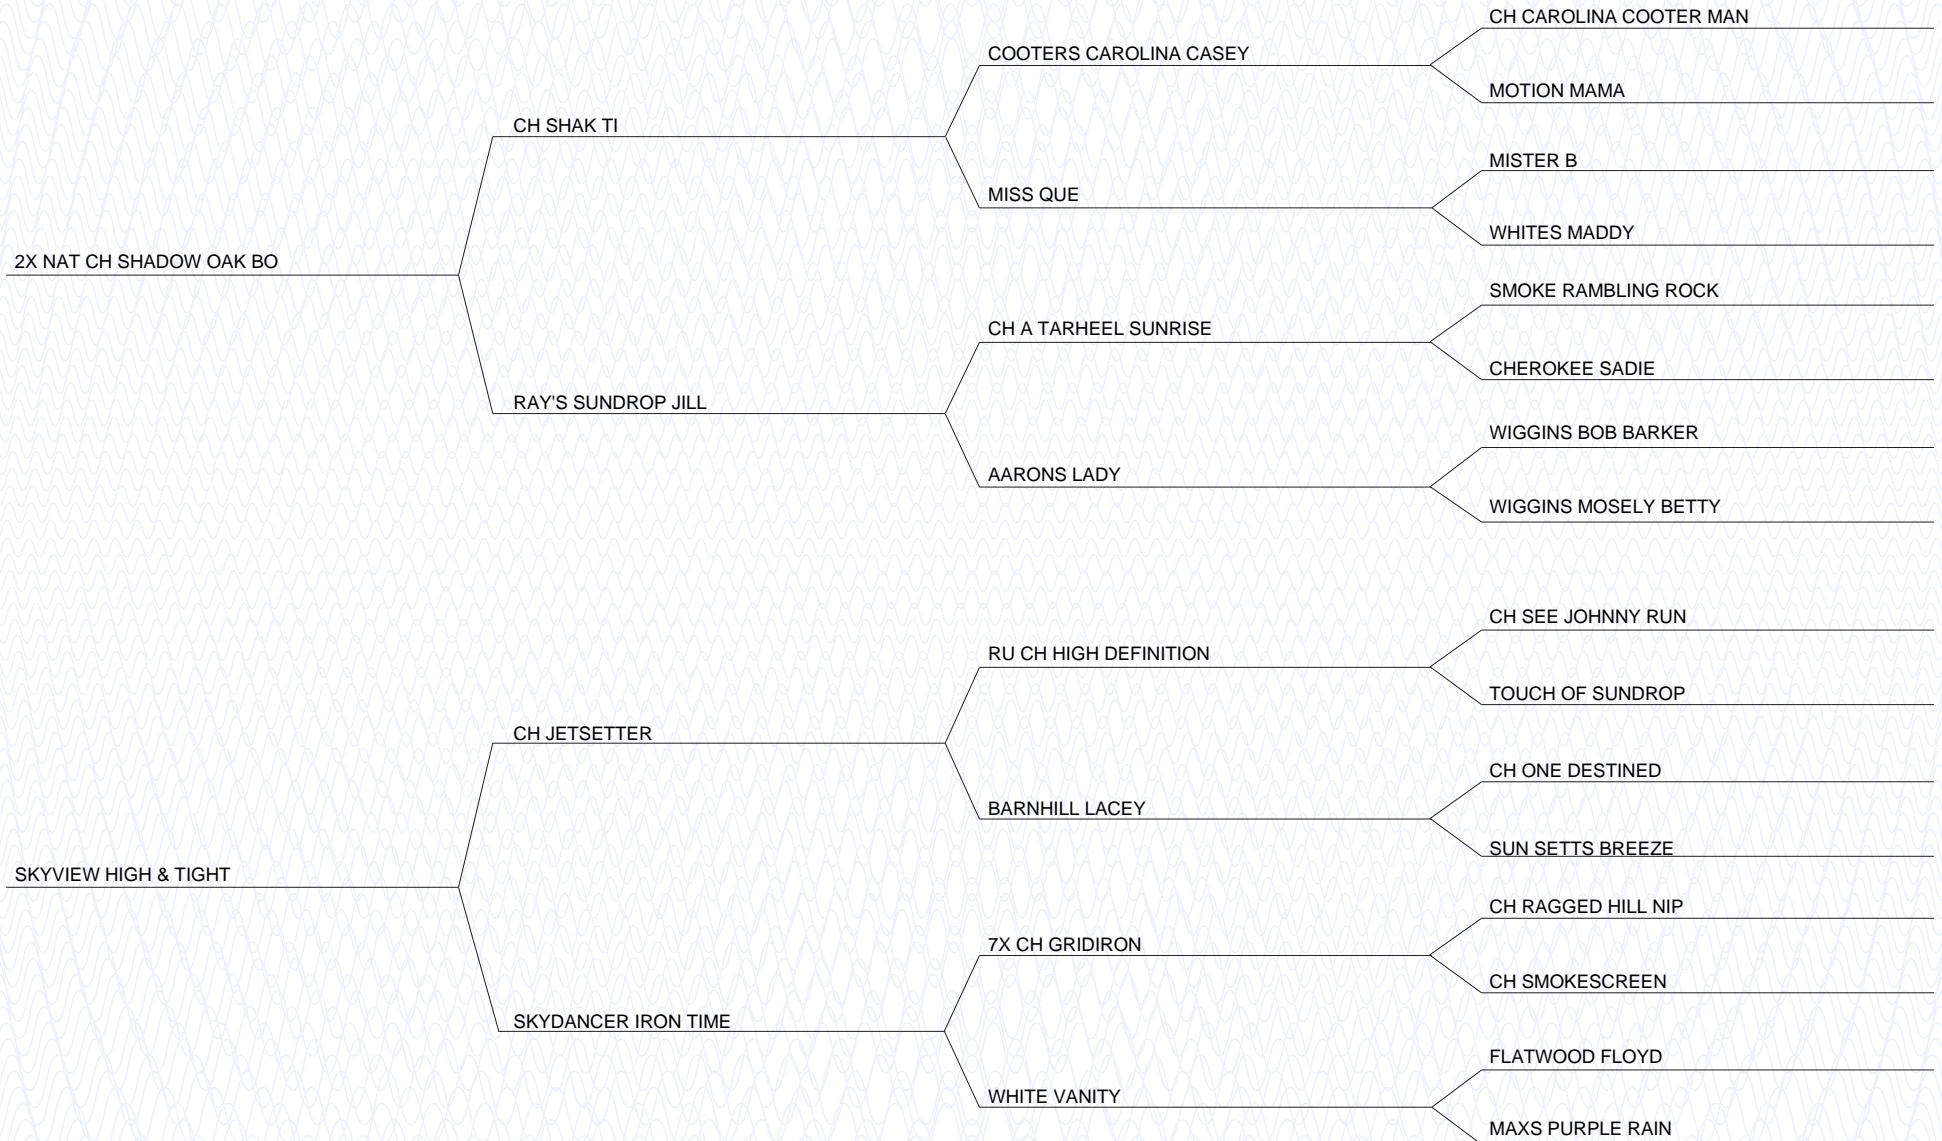 CH CAROLINA COOTER MAN
COOTERS CAROLINA CASEY
MOTION MAMA
CH SHAK TI
MISTER B
MISS QUE
WHITES MADDY
2X NAT CH SHADOW OAK BO
SMOKE RAMBLING ROCK
CH A TARHEEL SUNRISE
CHEROKEE SADIE
RAY'S SUNDROP JILL
WIGGINS BOB BARKER
AARONS LADY
WIGGINS MOSELY BETTY
CH SEE JOHNNY RUN
RU CH HIGH DEFINITION
TOUCH OF SUNDROP
CH JETSETTER
CH ONE DESTINED
BARNHILL LACEY
SUN SETTS BREEZE
SKYVIEW HIGH & TIGHT
CH RAGGED HILL NIP
7X CH GRIDIRON
CH SMOKESCREEN
SKYDANCER IRON TIME
FLATWOOD FLOYD
WHITE VANITY
MAXS PURPLE RAIN